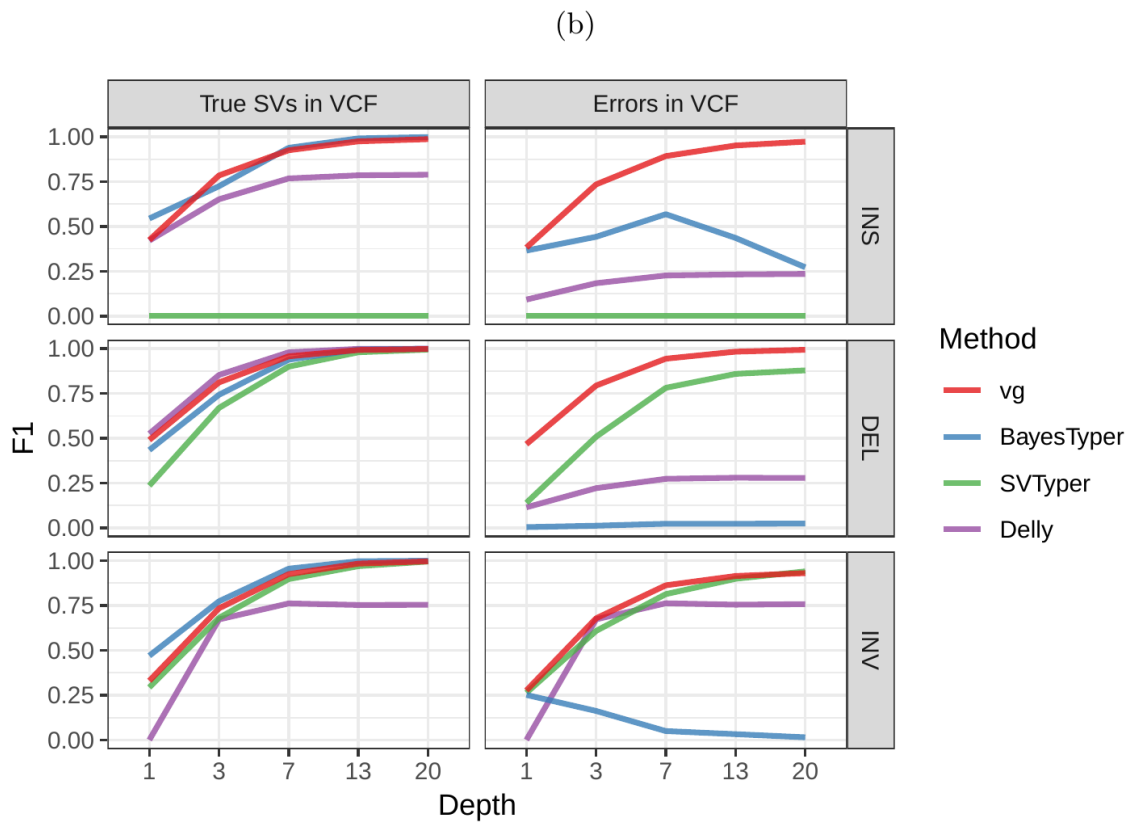 (b)
True SVs in VCF
Errors in VCF
1.00
0.75
0.50
0.25
0.00
INS
1.00
0.75
0.50
0.25
0.00
DEL
1.00
0.75
0.50
0.25
0.00
INV
F1
1 3 7 13 20
1 3 7 13 20
Depth
Method
vg
BayesTyper
SVTyper
Delly